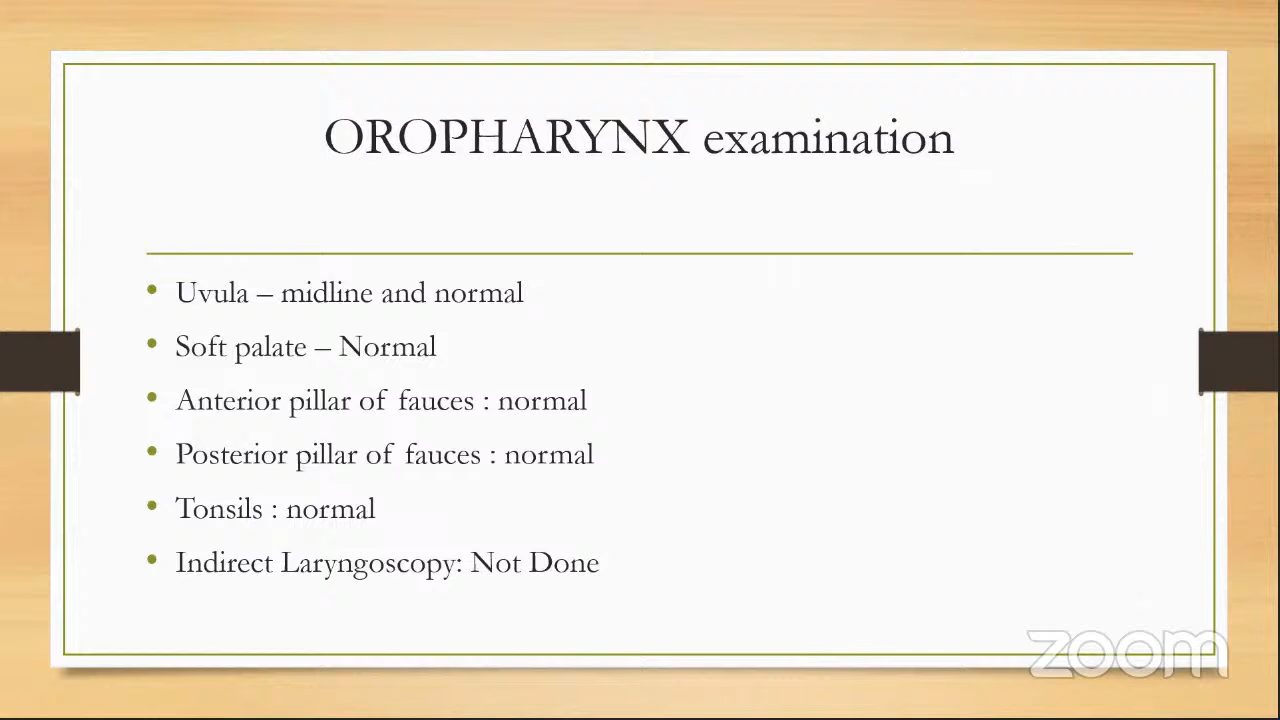 OROPHARYNX examination
• Uvula – midline and normal
• Soft palate – Normal
• Anterior pillar of fauces : normal
• Posterior pillar of fauces : normal
• Tonsils : normal
• Indirect Laryngoscopy: Not Done
zoom